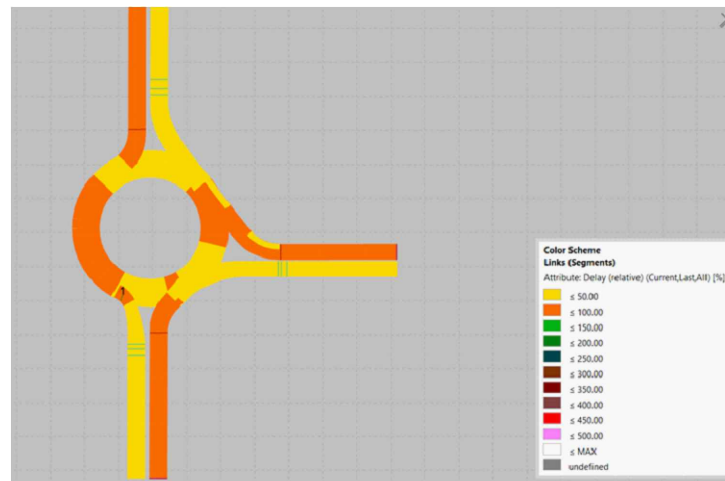 Color Scheme
Links (Segments)
Attribute: Delay (relative) (Current,Last,All) [%]
≤ 50.00
≤ 100.00
≤ 150.00
≤ 200.00
≤ 250.00
≤ 300.00
≤ 350.00
≤ 400.00
≤ 450.00
≤ 500.00
≤ MAX
undefined